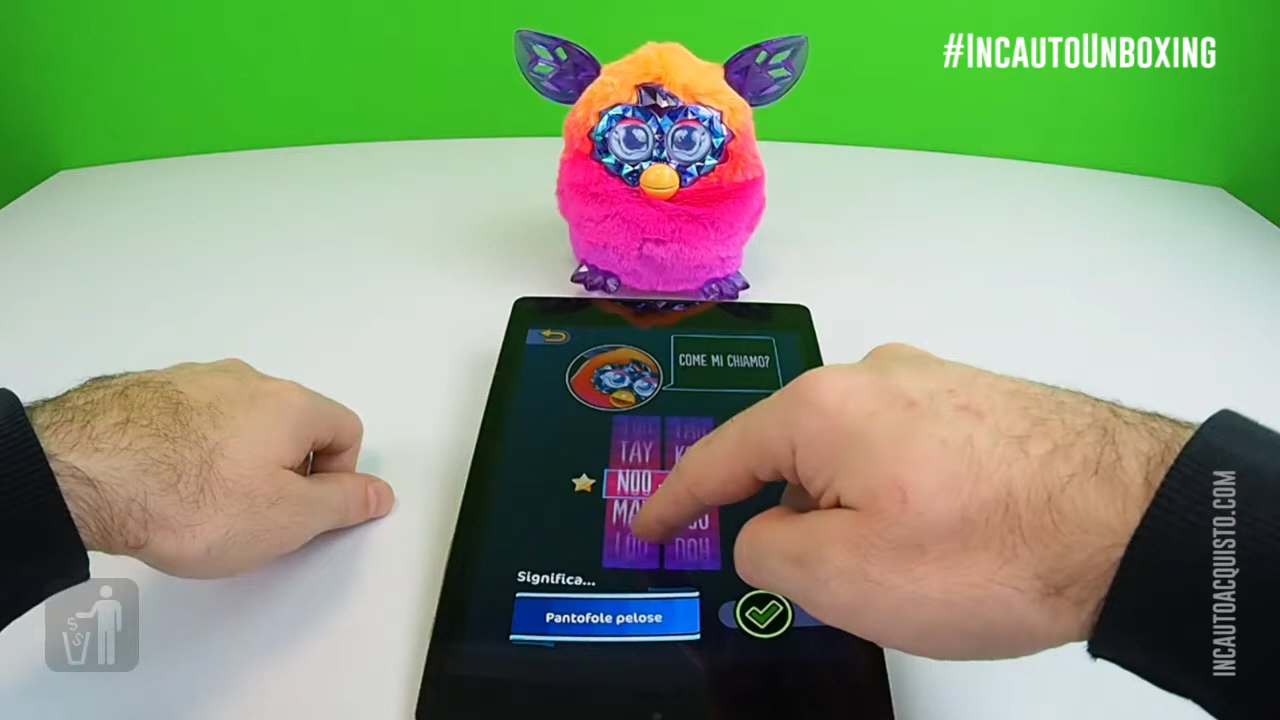 #INCAUTOUNBOXING
COME MI CHIAMO?
TAY
NOO
Significa...
Pantofole pelose
INCAUTOACQUISTO.COM